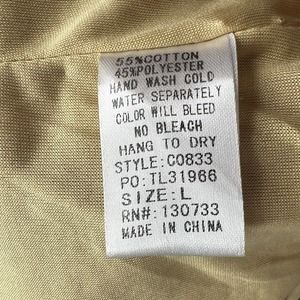 55%COTTON
45%POLYESTER
HAND WASH COLD
WATER SEPARATELY
COLOR WILL BLEED
NO BLEACH
HANG TO DRY
STYLE:C0833
PO:TL31966
SIZE:L
RN#:130733
MADE IN CHINA